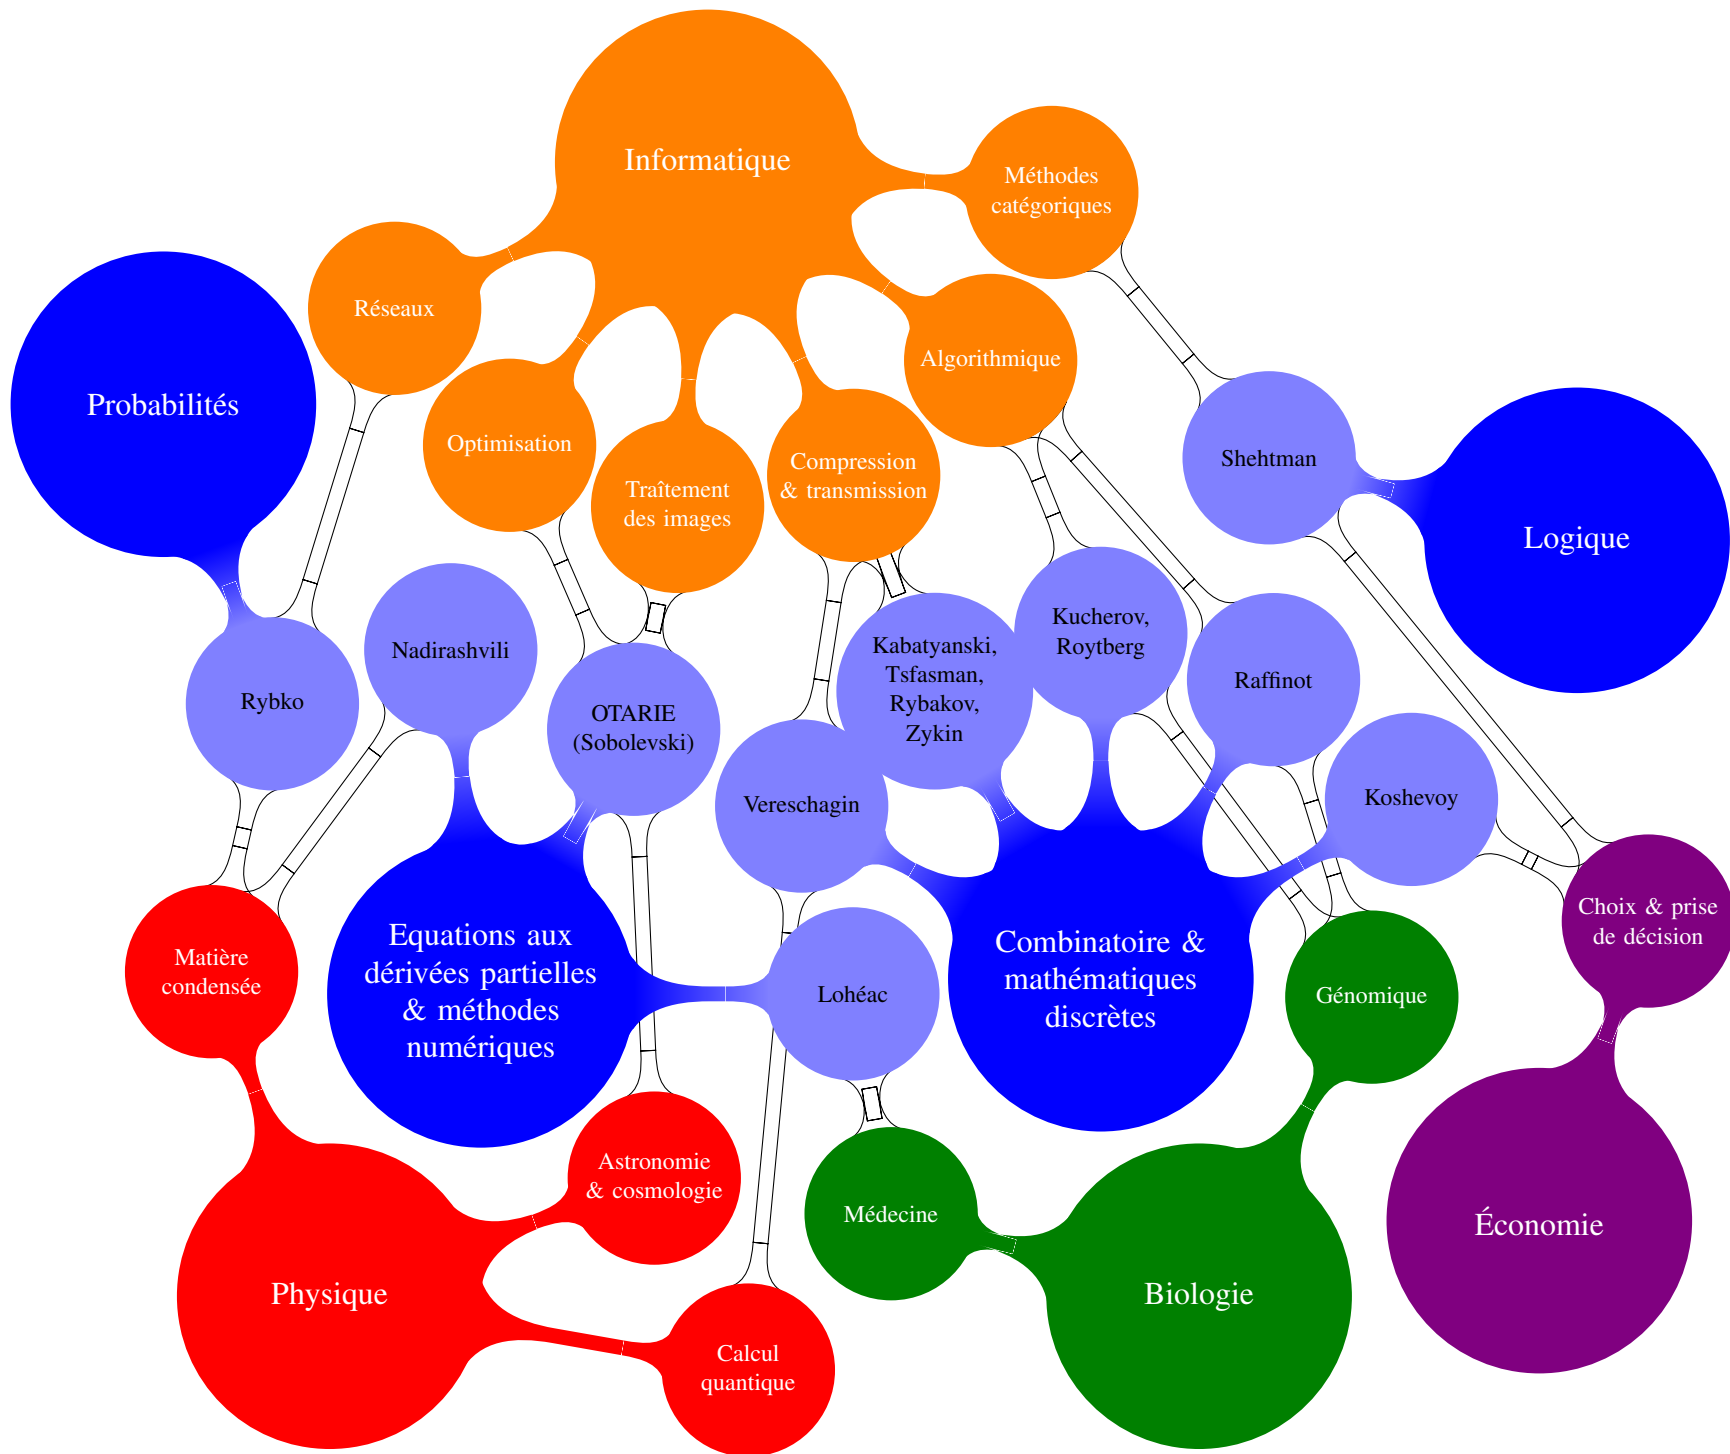 Informatique
Méthodes
catégoriques
Réseaux
Probabilités
Algorithmique
Optimisation
Compression
& transmission
Traîtement
des images
Shehtman
Logique
Nadirashvili
Kucherov,
Roytberg
Kabatyanski,
Tsfasman,
Rybakov,
Zykin
Raffinot
Rybko
OTARIE
(Sobolevski)
Vereschagin
Koshevoy
Choix & prise
de décision
Matière
condensée
Equations aux
dérivées partielles
& méthodes
numériques
Lohéac
Combinatoire &
mathématiques
discrètes
Génomique
Astronomie
& cosmologie
Médecine
Économie
Physique
Biologie
Calcul
quantique